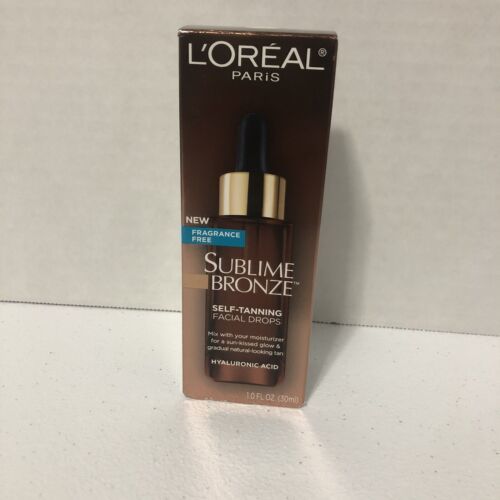 L'ORÉAL®
PARiS
NEW
FRAGRANCE
FREE
SUBLIME
BRONZE™
SELF-TANNING
FACIAL DROPS
Mix with your moisturizer
for a sun-kissed glow &
gradual natural-looking tan
HYALURONIC ACID
1.0 FL. OZ. (30ml)